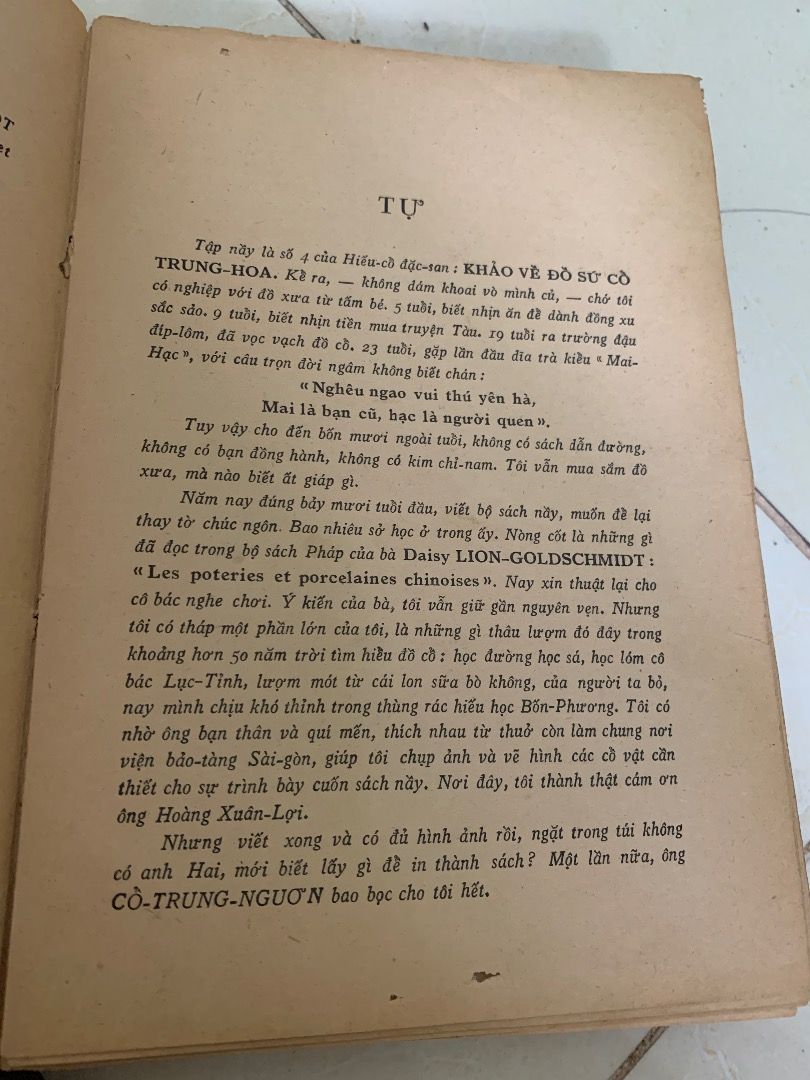 TỰ
Tập nầy là số 4 của Hiếu-cổ đặc-san : KHẢO VỀ ĐỒ SỨ CỔ
TRUNG-HOA. Kể ra, — không dám khoai vò mình củ, — chớ tôi
có nghiệp với đồ xưa từ tấm bé. 5 tuổi, biết nhịn ăn để dành đồng xu
sắc sảo. 9 tuổi, biết nhịn tiền mua truyện Tàu. 19 tuổi ra trường đậu
díp-lôm, đã vọc vạch đồ cổ. 23 tuổi, gặp lần đầu dĩa trà kiểu « Mai-
Hạc », với câu trọn đời ngâm không biết chán :
« Nghêu ngao vui thú yên hà,
Mai là bạn cũ, hạc là người quen ».
Tuy vậy cho đến bốn mươi ngoài tuổi, không có sách dẫn đường,
không có bạn đồng hành, không có kim chỉ-nam. Tôi vẫn mua sắm đồ
xưa, mà nào biết ất giáp gì.
Năm nay đúng bảy mươi tuổi đầu, viết bộ sách nầy, muốn để lại
thay tờ chúc ngôn. Bao nhiêu sở học ở trong ấy. Nòng cốt là những gì
đã đọc trong bộ sách Pháp của bà Daisy LION-GOLDSCHMIDT :
« Les poteries et porcelaines chinoises ». Nay xin thuật lại cho
cô bác nghe chơi. Ý kiến của bà, tôi vẫn giữ gần nguyên vẹn. Nhưng
tôi có tháp một phần lớn của tôi, là những gì thâu lượm đó đây trong
khoảng hơn 50 năm trời tìm hiểu đồ cổ : học đường học sá, học lóm cô
bác Lục-Tỉnh, lượm mót từ cái lon sữa bò không, của người ta bỏ,
nay mình chịu khó thỉnh trong thùng rác hiếu học Bốn-Phương. Tôi có
nhờ ông bạn thân và quí mến, thích nhau từ thuở còn làm chung nơi
viện bảo-tàng Sài-gòn, giúp tôi chụp ảnh và vẽ hình các cổ vật cần
thiết cho sự trình bày cuốn sách nầy. Nơi đây, tôi thành thật cám ơn
ông Hoàng Xuân-Lợi.
Nhưng viết xong và có đủ hình ảnh rồi, ngặt trong túi không
có anh Hai, mới biết lấy gì để in thành sách ? Một lần nữa, ông
CỔ-TRUNG-NGUƠN bao bọc cho tôi hết.